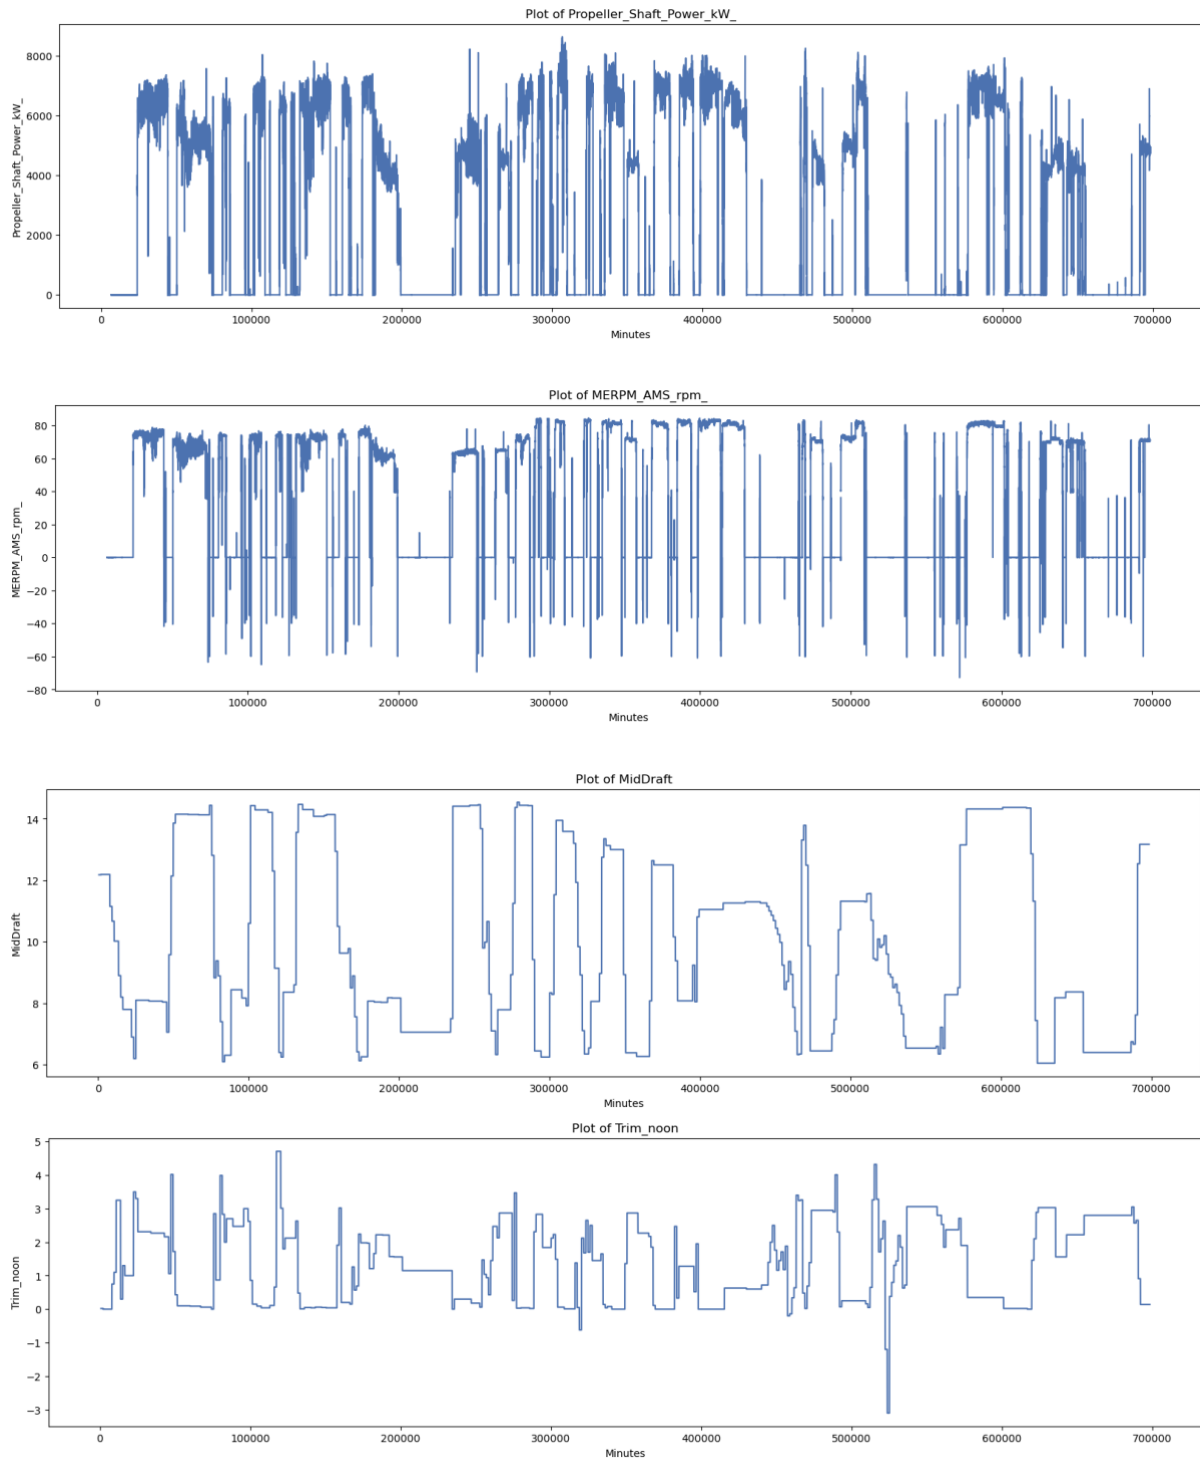 Plot of Propeller_Shaft_Power_kW_
Propeller_Shaft_Power_kW_
8000
6000
4000
2000
0
0 100000 200000 300000 400000 500000 600000 700000
Minutes
Plot of MERPM_AMS_rpm_
MERPM_AMS_rpm_
80
60
40
20
0
−20
−40
−60
−80
0 100000 200000 300000 400000 500000 600000 700000
Minutes
Plot of MidDraft
MidDraft
14
12
10
8
6
0 100000 200000 300000 400000 500000 600000 700000
Minutes
Plot of Trim_noon
Trim_noon
5
4
3
2
1
0
−1
−2
−3
0 100000 200000 300000 400000 500000 600000 700000
Minutes